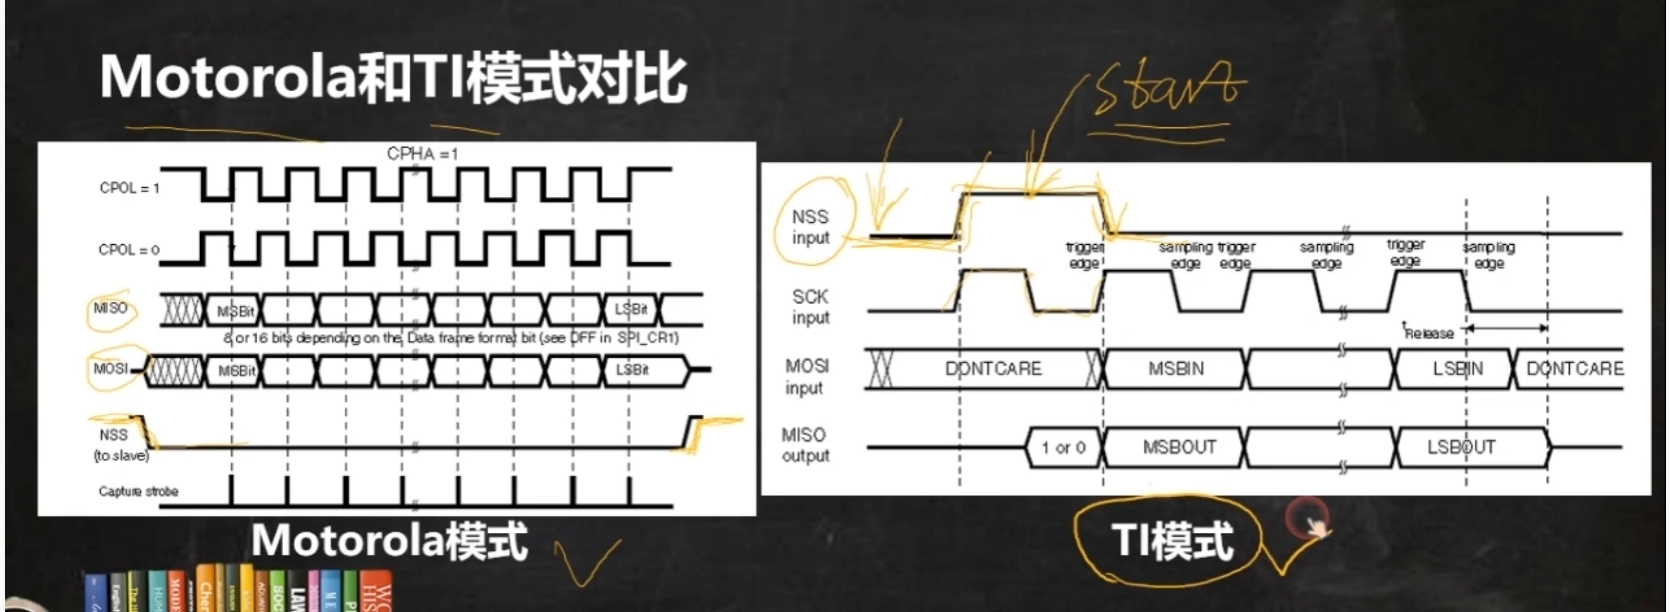 Motorola和TI模式对比
start
CPHA =1
CPOL = 1
CPOL = 0
MISO
MSBit
LSBit
8 or 16 bits depending on the Data frame format bit (see DFF in SPI_CR1)
MOSI
MSBit
LSBit
NSS
(to slave)
Capture strobe
Motorola模式
NSS
input
trigger
edge
sampling
edge
trigger
edge
sampling
edge
trigger
edge
sampling
edge
SCK
input
tRelease
MOSI
input
DONTCARE
MSBIN
LSBIN
DONTCARE
MISO
output
1 or 0
MSBOUT
LSBOUT
TI模式